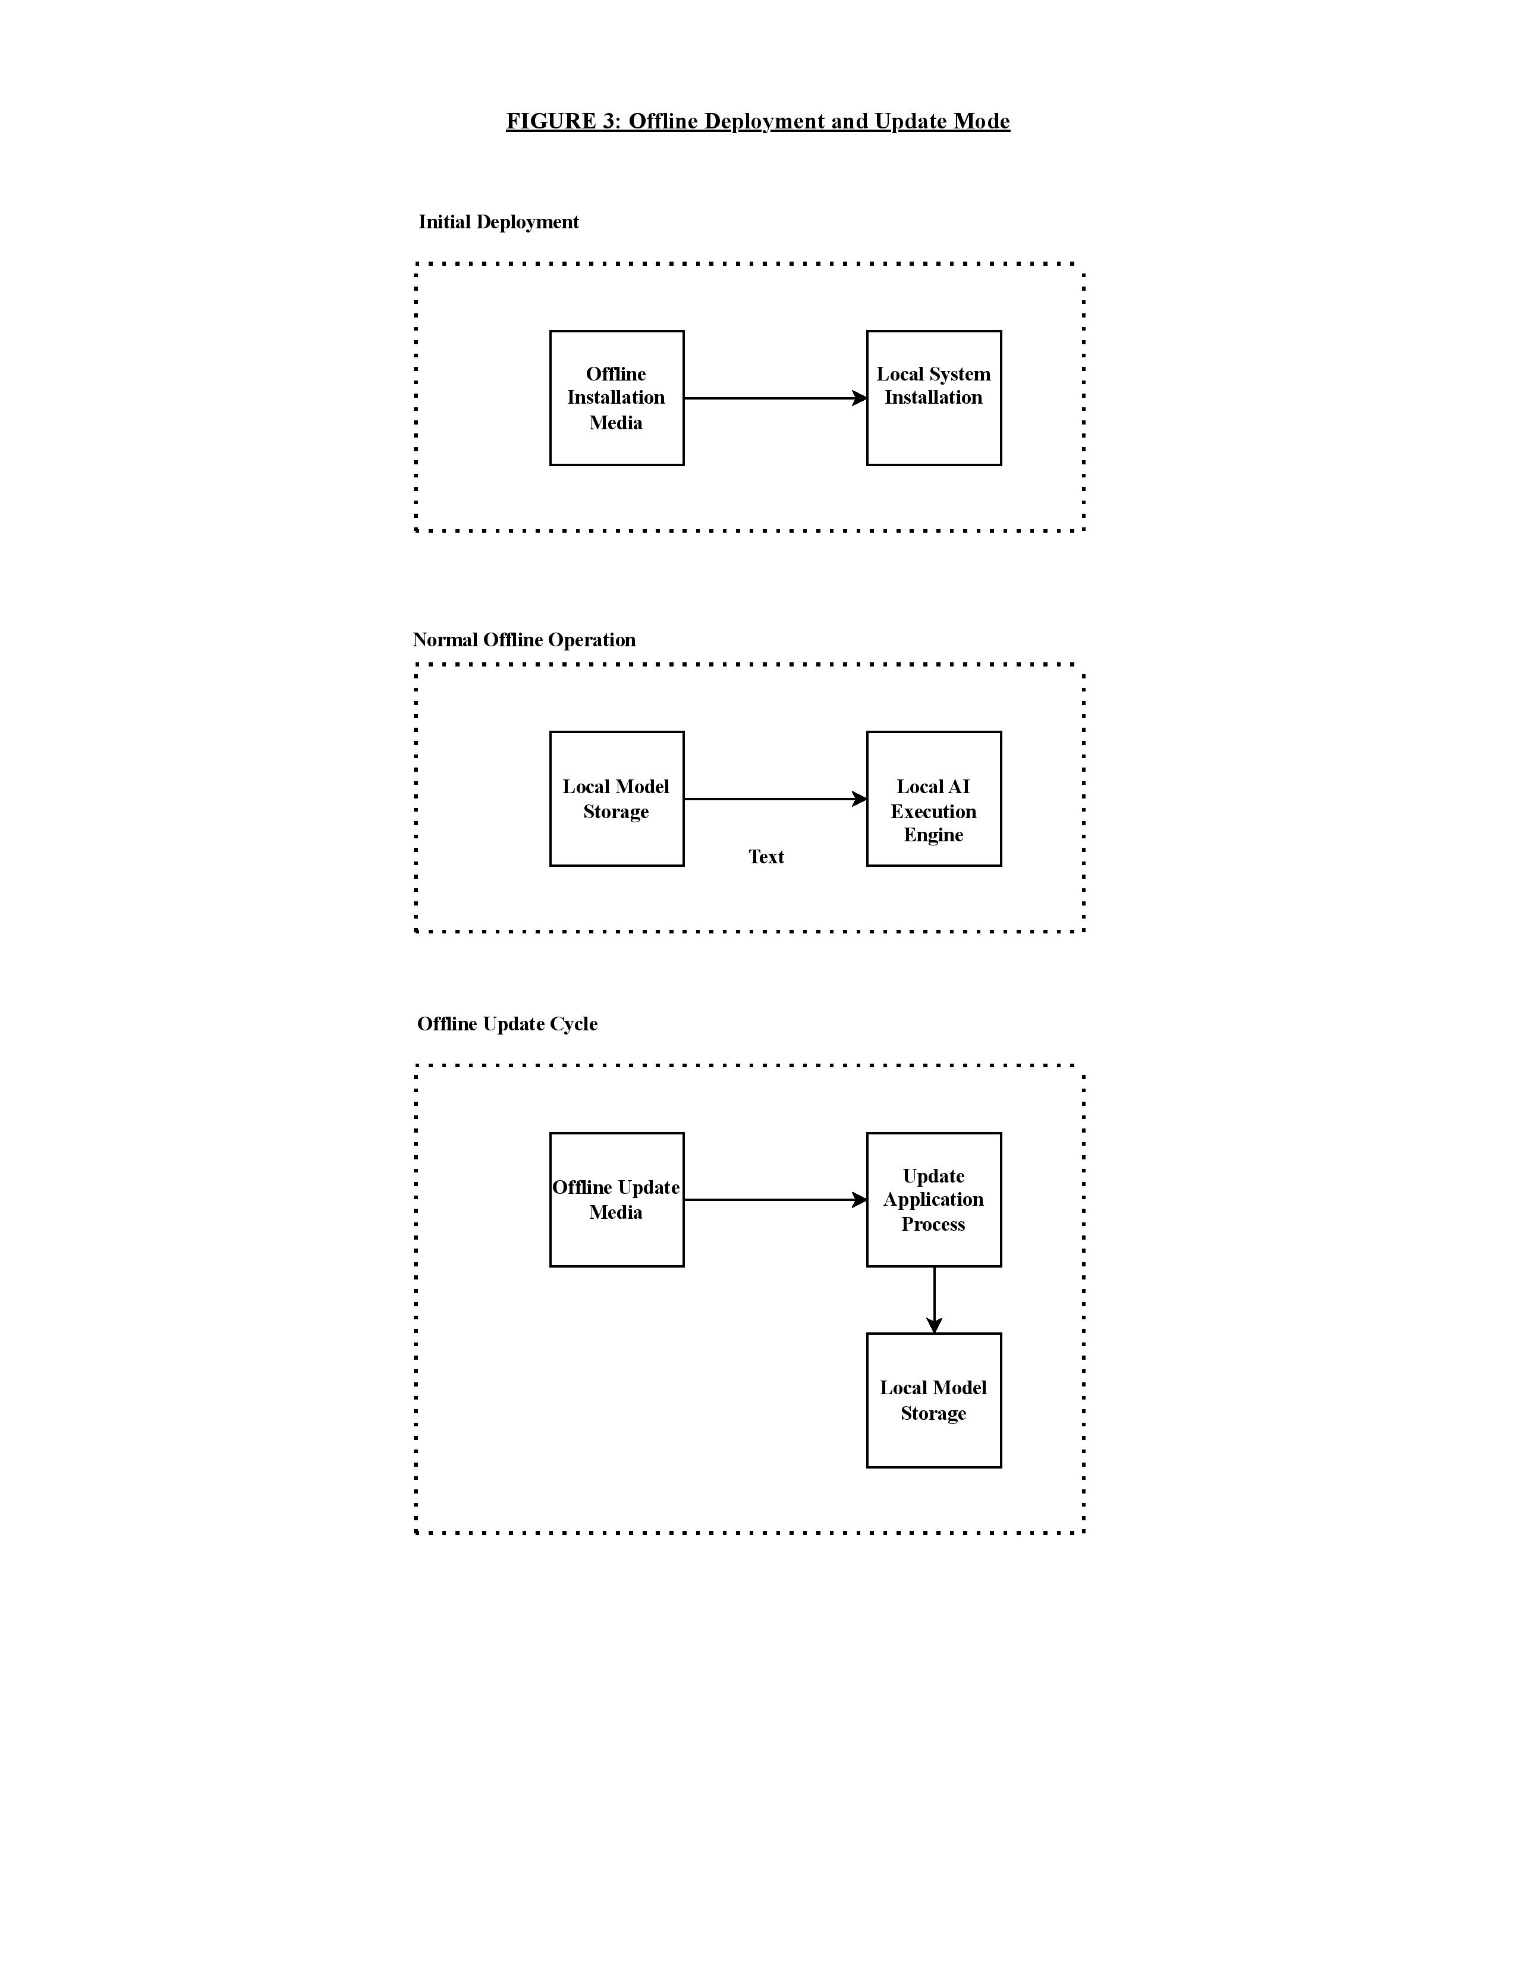 FIGURE 3: Offline Deployment and Update Mode
Initial Deployment
Offline
Installation
Media
Local System
Installation
Normal Offline Operation
Local Model
Storage
Local AI
Execution
Engine
Text
Offline Update Cycle
Offline Update
Media
Update
Application
Process
Local Model
Storage